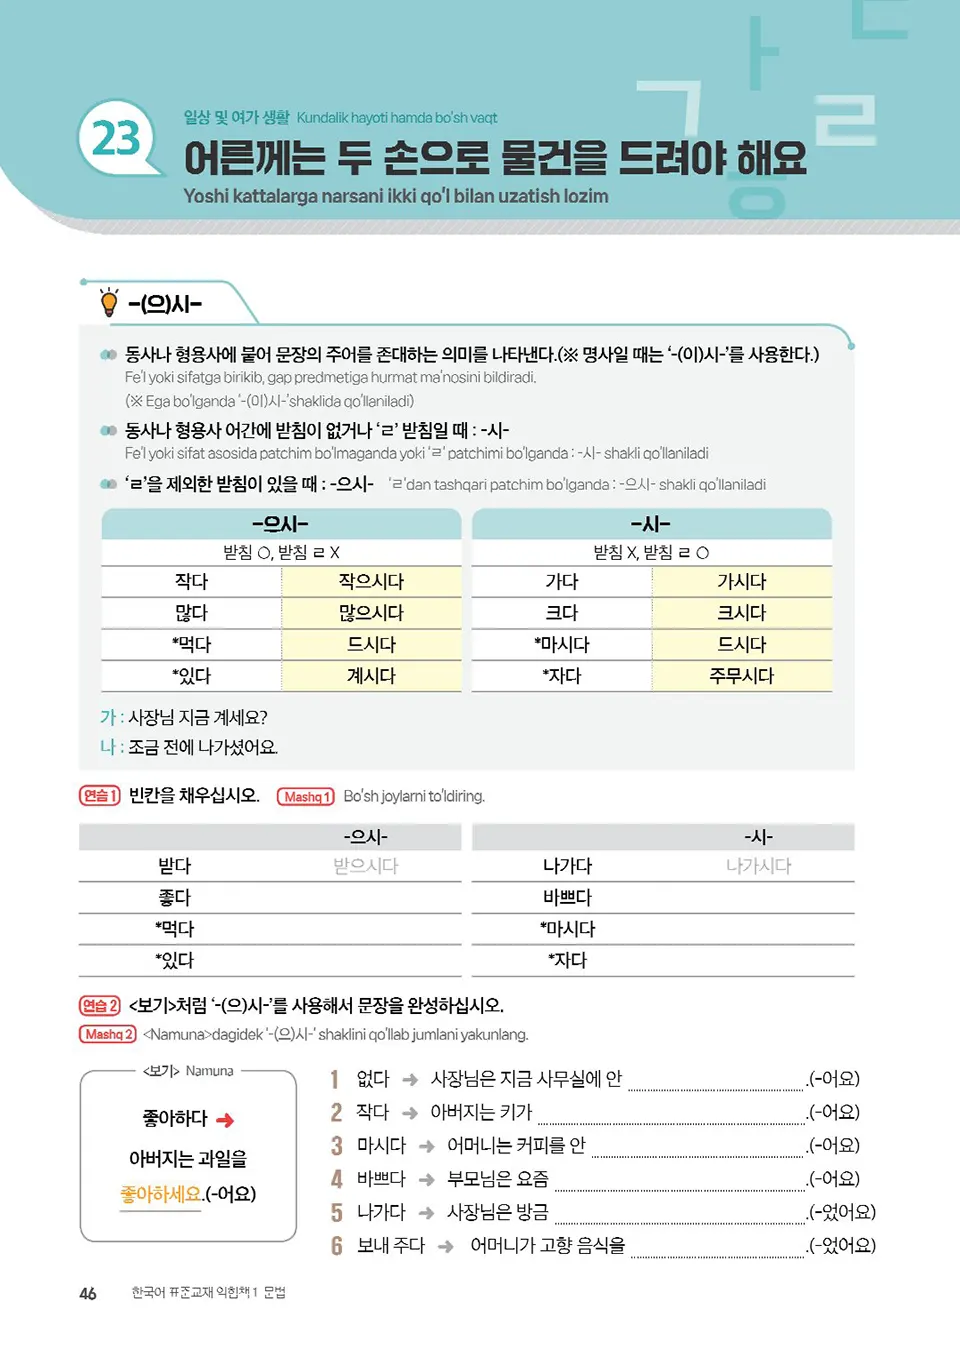 23
일상 및 여가 생활 Kundalik hayoti hamda bo'sh vaqt
어른께는 두 손으로 물건을 드려야 해요
Yoshi kattalarga narsani ikki qo'l bilan uzatish lozim
ㅏ ㄷ ㄱ ㄹ ㅎ
-(으)시-
동사나 형용사에 붙어 문장의 주어를 존대하는 의미를 나타낸다.(※ 명사일 때는 '-(이)시-'를 사용한다.)
Fe'l yoki sifatga birikib, gap predmetiga hurmat ma'nosini bildiradi.
(※ Ega bo'lganda '-(이)시-'shaklida qo'llaniladi)
동사나 형용사 어간에 받침이 없거나 'ㄹ' 받침일 때 : -시-
Fe'l yoki sifat asosida patchim bo'lmaganda yoki 'ㄹ' patchimi bo'lganda : -시- shakli qo'llaniladi
'ㄹ'을 제외한 받침이 있을 때 : -으시- 'ㄹ'dan tashqari patchim bo'lganda : -으시- shakli qo'llaniladi
-으시- -시-
받침 ○, 받침 ㄹ X 받침 X, 받침 ㄹ ○
작다 작으시다 가다 가시다
많다 많으시다 크다 크시다
*먹다 드시다 *마시다 드시다
*있다 계시다 *자다 주무시다
가 : 사장님 지금 계세요?
나 : 조금 전에 나가셨어요.
연습 1 빈칸을 채우십시오. Mashq 1 Bo'sh joylarni to'ldiring.
-으시- -시-
받다 받으시다 나가다 나가시다
좋다 바쁘다
*먹다 *마시다
*있다 *자다
연습 2 <보기>처럼 '-(으)시-'를 사용해서 문장을 완성하십시오.
Mashq 2 <Namuna>dagidek '-(으)시-' shaklini qo'llab jumlani yakunlang.
<보기> Namuna
좋아하다 ➜
아버지는 과일을
좋아하세요.(-어요)
1 없다 ➜ 사장님은 지금 사무실에 안 .(-어요)
2 작다 ➜ 아버지는 키가 .(-어요)
3 마시다 ➜ 어머니는 커피를 안 .(-어요)
4 바쁘다 ➜ 부모님은 요즘 .(-어요)
5 나가다 ➜ 사장님은 방금 .(-었어요)
6 보내 주다 ➜ 어머니가 고향 음식을 .(-었어요)
46 한국어 표준교재 익힘책 1 문법